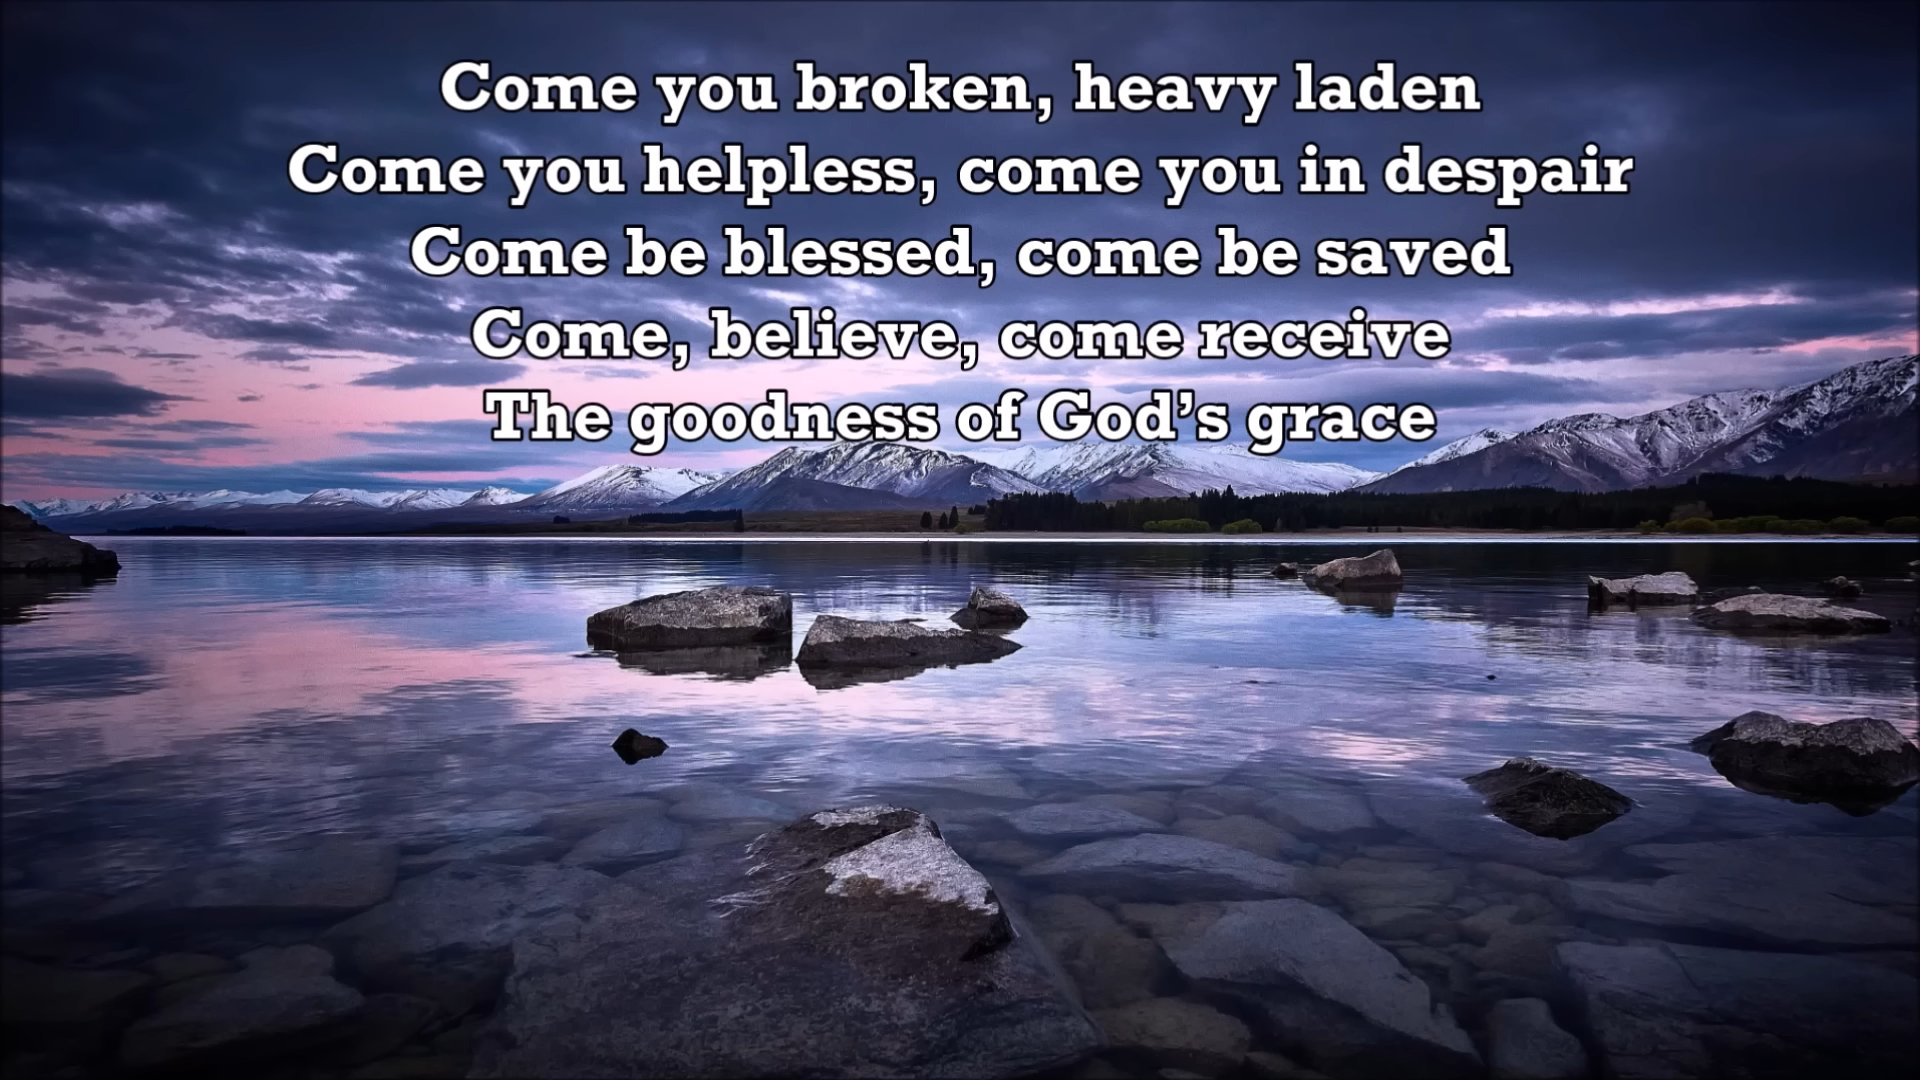 Come you broken, heavy laden
Come you helpless, come you in despair
Come be blessed, come be saved
Come, believe, come receive
The goodness of God’s grace